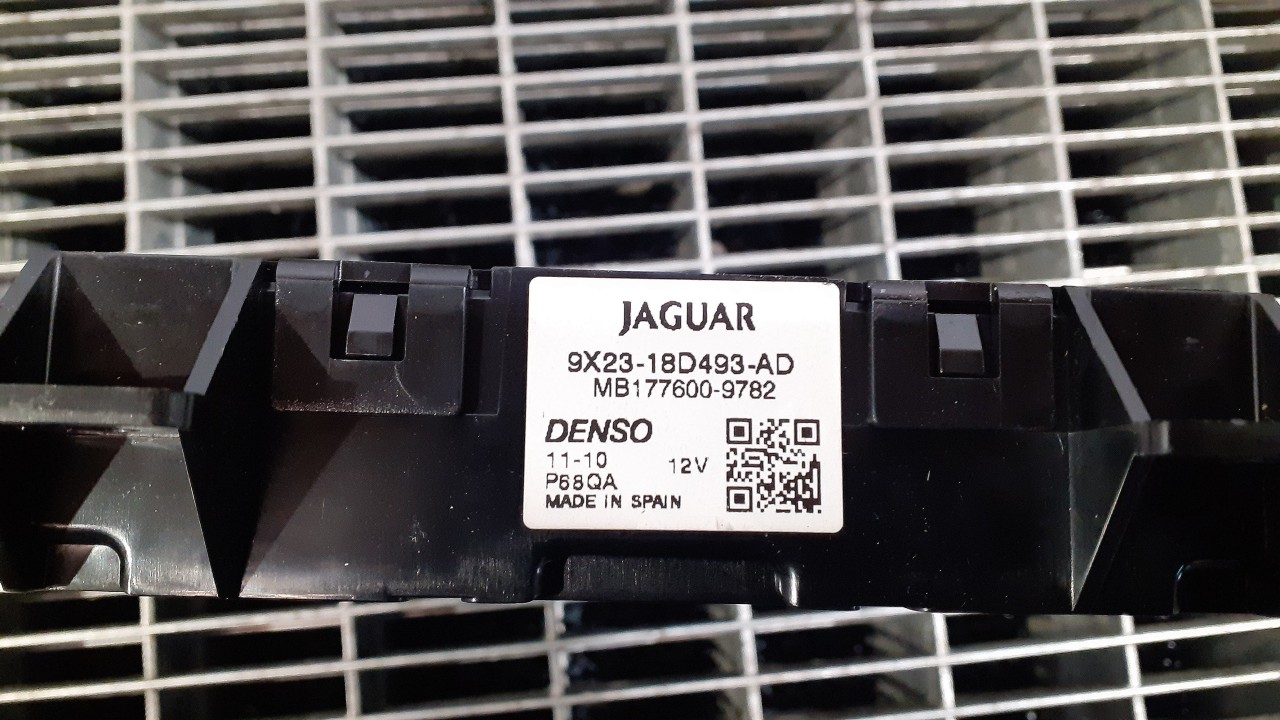 JAGUAR
9X23-18D493-AD
MB177600-9782
DENSO
11-10 12V
P68QA
MADE IN SPAIN